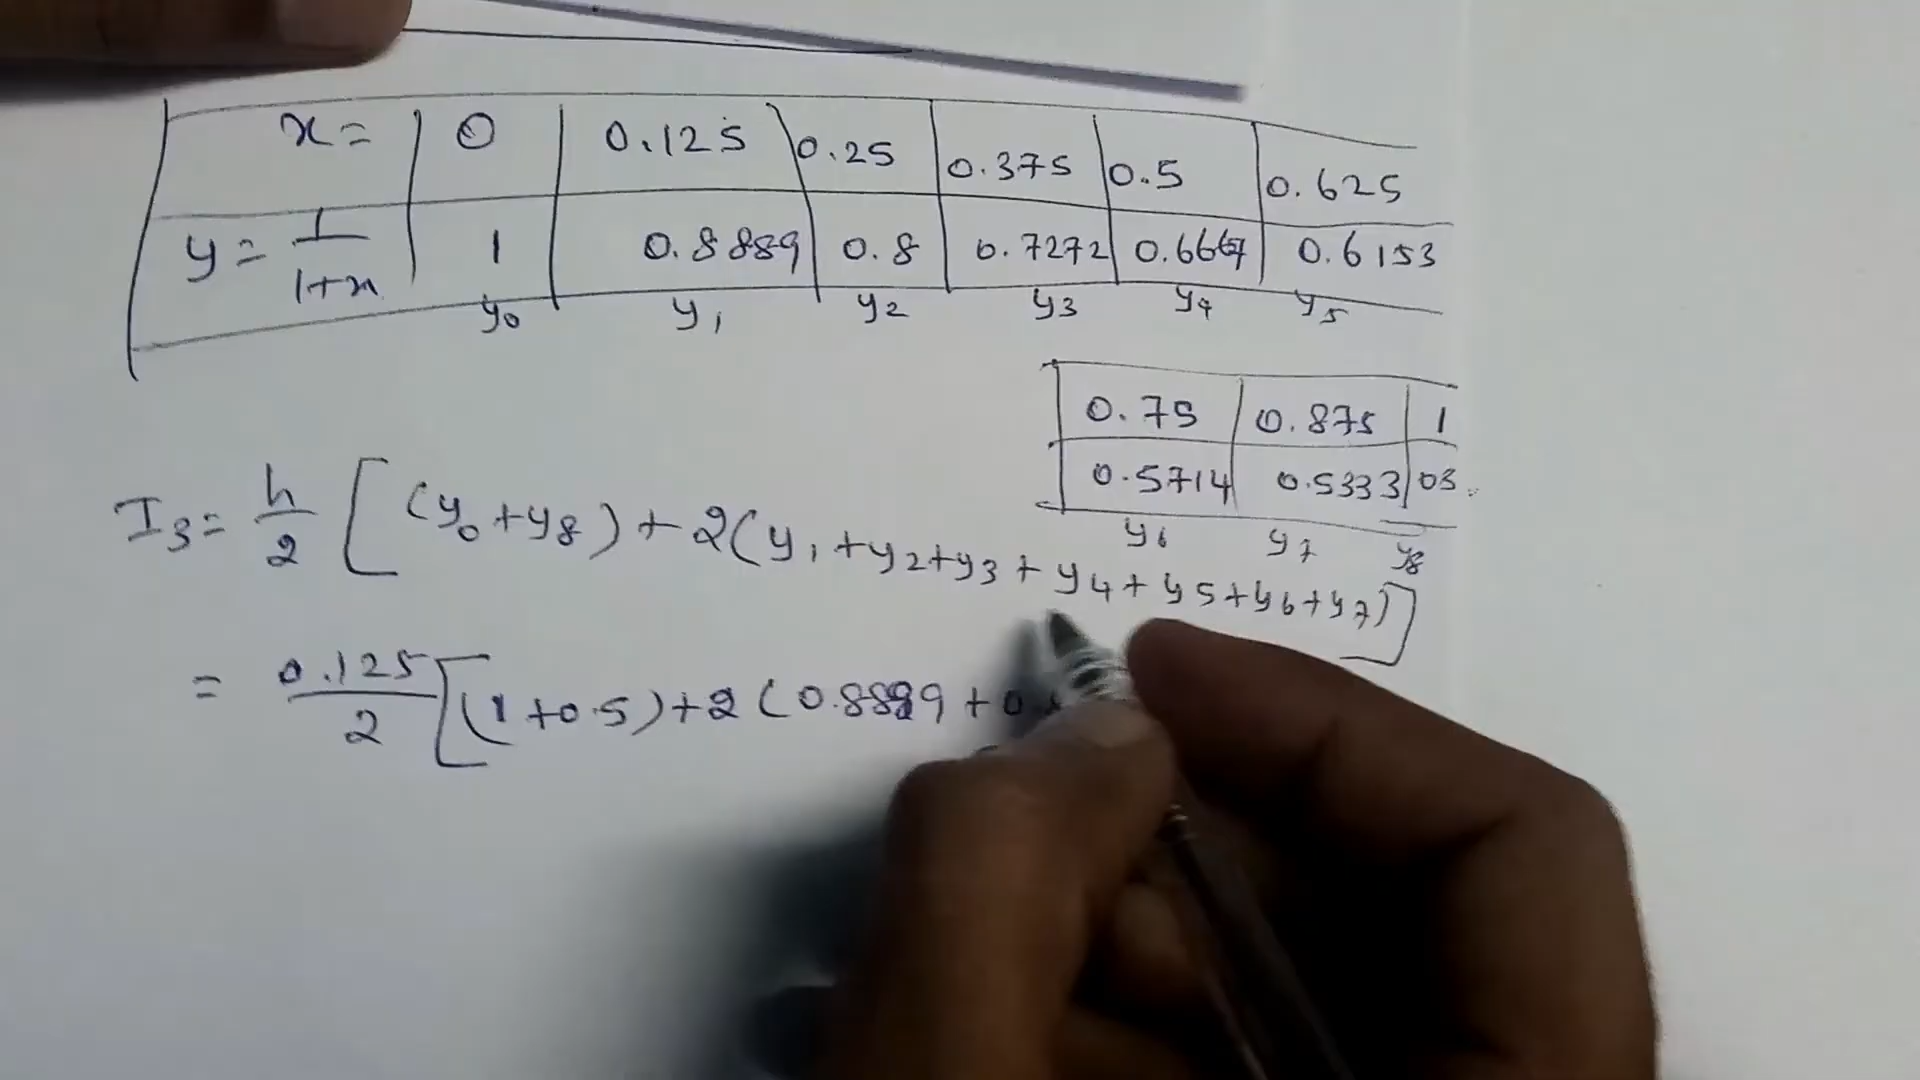 x= 0 0.125 0.25 0.375 0.5 0.625
y= 1/1+x 1 0.8889 0.8 0.7272 0.6667 0.6153
y0 y1 y2 y3 y4 y5
0.75 0.875 1
0.5714 0.5333 05
y6 y7 y8
I3= h/2 [(y0+y8)+2(y1+y2+y3+y4+y5+y6+y7)]
= 0.125/2 [(1+0.5)+2(0.8889+0.